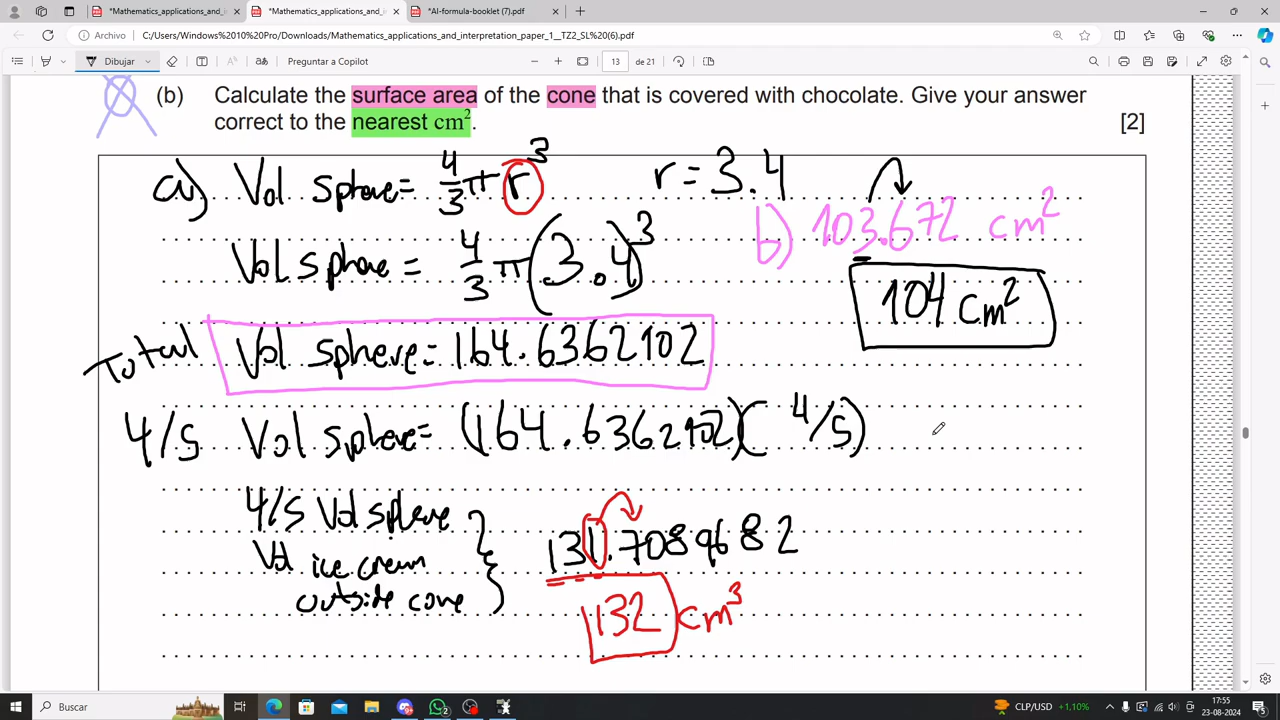 *Mathematics_applications_and_i
*Mathematics_applications_and_i
*AI-formula-booklet (7).pdf
Archivo C:/Users/Windows%2010%20Pro/Downloads/Mathematics_applications_and_interpretation_paper_1__TZ2_SL%20(6).pdf
Dibujar
Preguntar a Copilot
13 de 21
(b) Calculate the surface area of the cone that is covered with chocolate. Give your answer
correct to the nearest cm². [2]
a) Vol sphere = 4/3 π r³ r = 3.4
b) 103.672 cm²
Vol sphere = 4/3 π (3.4)³
104 cm²
Total Vol sphere = 164.6362102
4/5 Vol sphere = (164.6362102)(4/5)
4/5 Vol sphere
Vol ice cream
outside cone
131.7089682
132 cm³
Buscar
2
CLP/USD +1,10%
17:55
23-08-2024